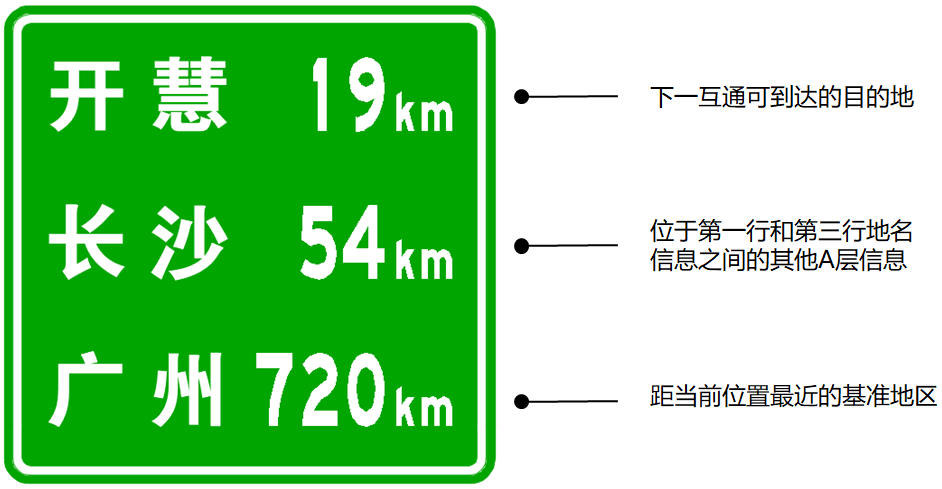 开慧 19km
下一互通可到达的目的地
长沙 54km
位于第一行和第三行地名
信息之间的其他A层信息
广州 720km
距当前位置最近的基准地区